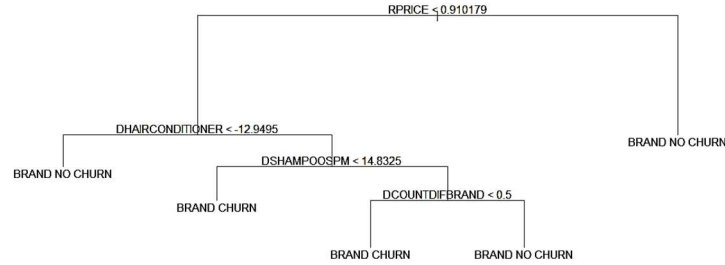 RPRICE < 0.910179
DHAIRCONDITIONER < -12.9495
BRAND NO CHURN
DSHAMPOOSPM < 14.8325
BRAND NO CHURN
BRAND CHURN
DCOUNTDIFBRAND < 0.5
BRAND CHURN
BRAND NO CHURN